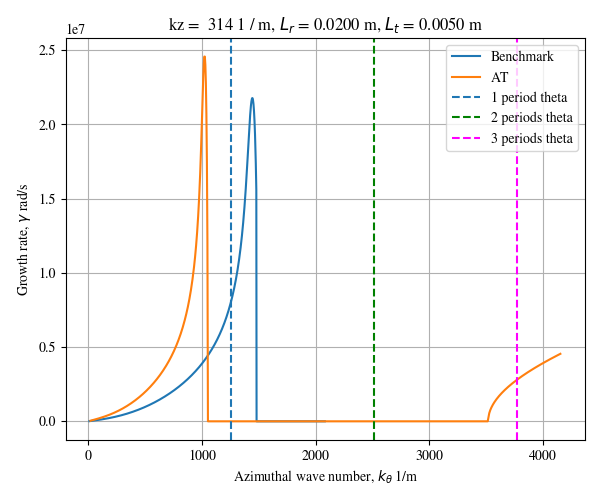 kz = 314 1 / m, L_r = 0.0200 m, L_t = 0.0050 m
1e7
2.5
2.0
1.5
1.0
0.5
0.0
Growth rate, γ rad/s
Benchmark
AT
1 period theta
2 periods theta
3 periods theta
0 1000 2000 3000 4000
Azimuthal wave number, k_θ 1/m